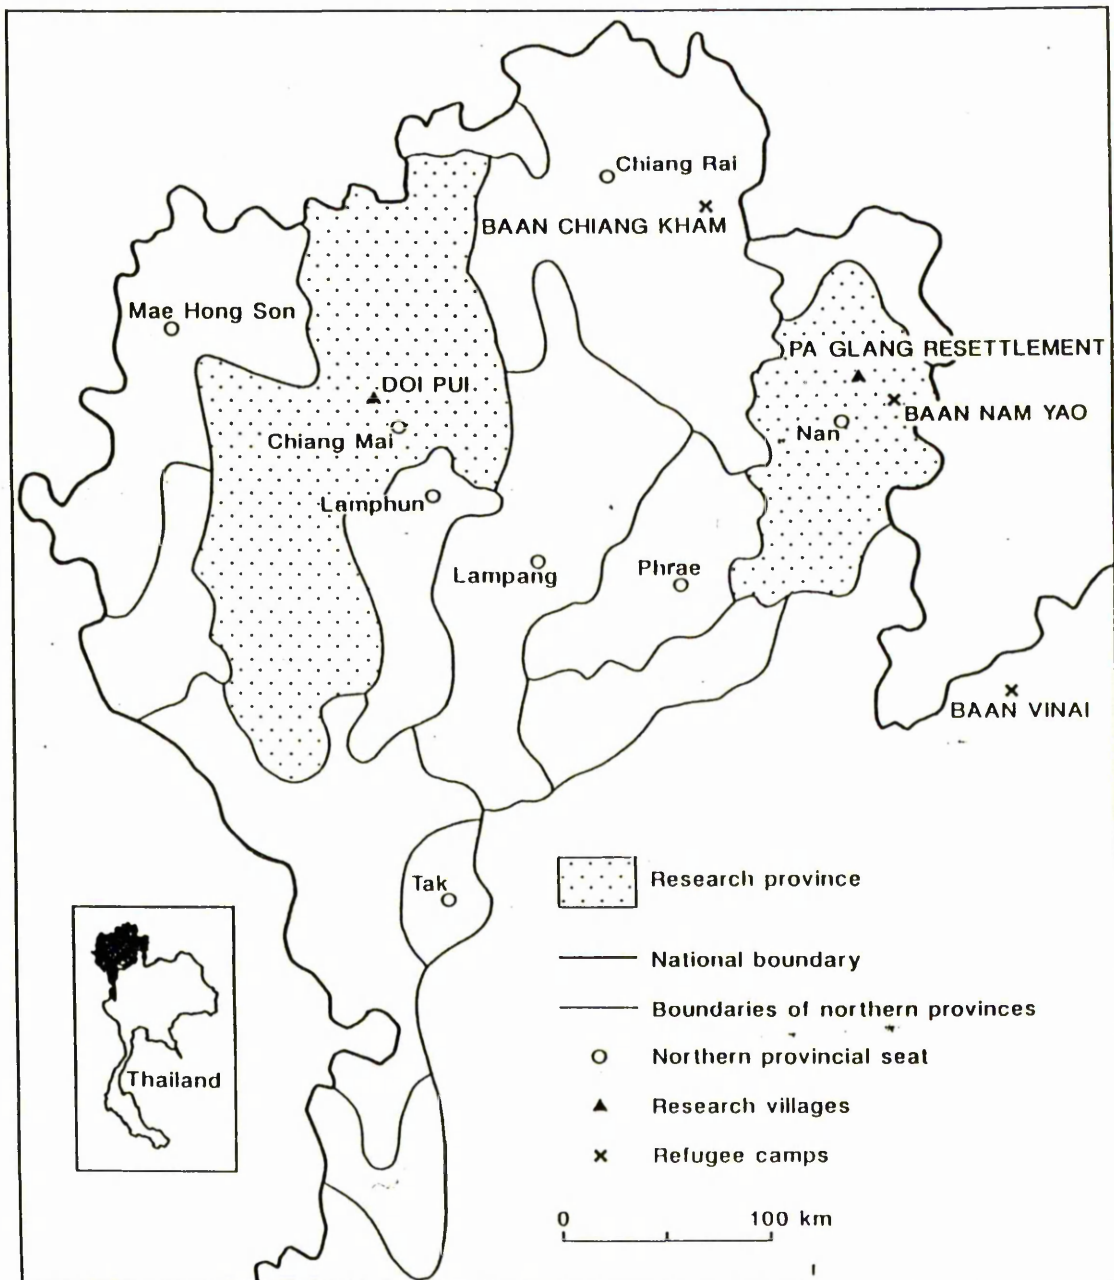 Chiang Rai
BAAN CHIANG KHAM
Mae Hong Son
PA GLANG RESETTLEMENT
DOI PUI
BAAN NAM YAO
Nan
Chiang Mai
Lamphun
Lampang
Phrae
BAAN VINAI
Tak
Thailand
Research province
National boundary
Boundaries of northern provinces
Northern provincial seat
Research villages
Refugee camps
0 100 km